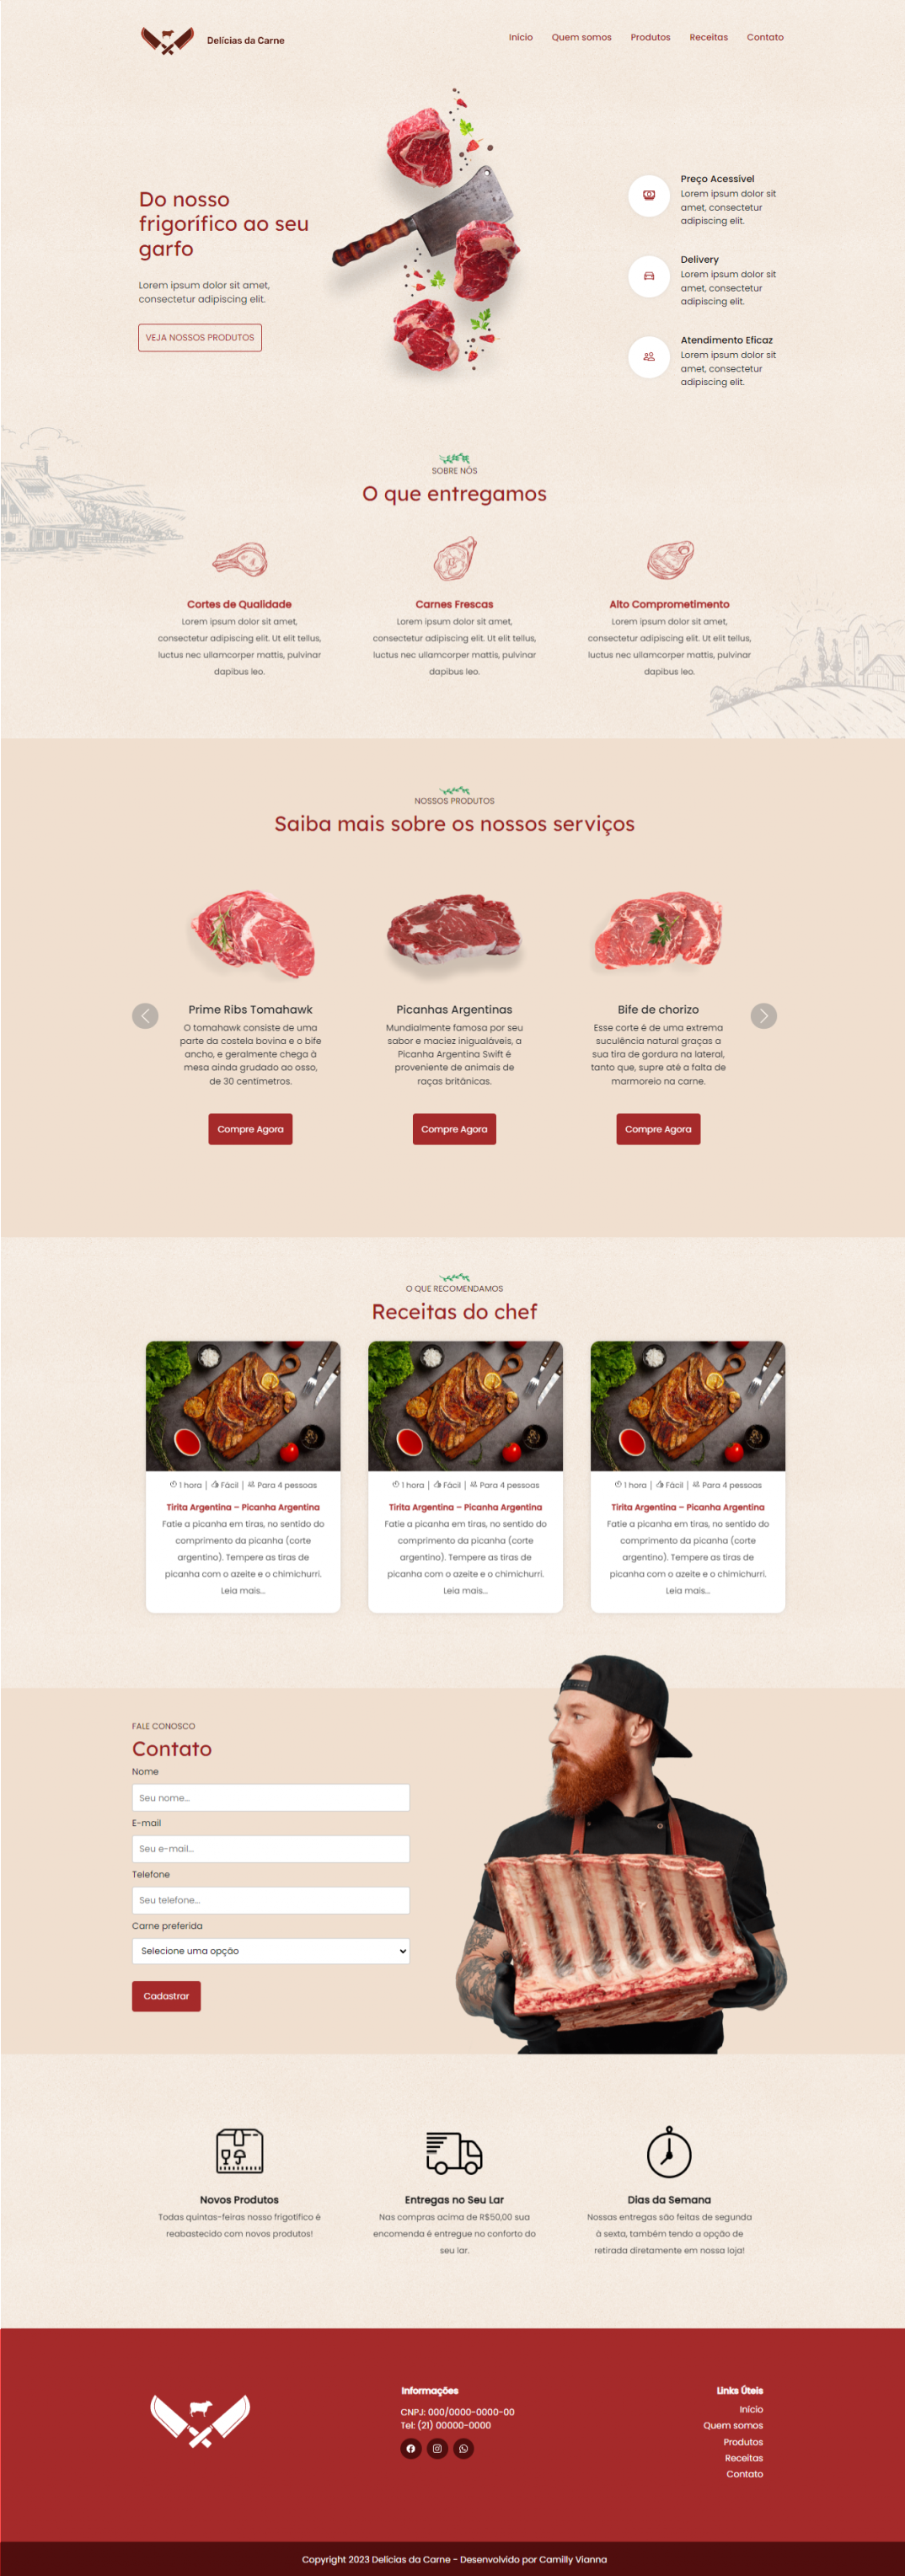 Delícias da Carne
Início
Quem somos
Produtos
Receitas
Contato
Do nosso
frigorífico ao seu
garfo
Lorem ipsum dolor sit amet,
consectetur adipiscing elit.
VEJA NOSSOS PRODUTOS
Preço Acessível
Lorem ipsum dolor sit
amet, consectetur
adipiscing elit.
Delivery
Lorem ipsum dolor sit
amet, consectetur
adipiscing elit.
Atendimento Eficaz
Lorem ipsum dolor sit
amet, consectetur
adipiscing elit.
SOBRE NÓS
O que entregamos
Cortes de Qualidade
Lorem ipsum dolor sit amet,
consectetur adipiscing elit. Ut elit tellus,
luctus nec ullamcorper mattis, pulvinar
dapibus leo.
Carnes Frescas
Lorem ipsum dolor sit amet,
consectetur adipiscing elit. Ut elit tellus,
luctus nec ullamcorper mattis, pulvinar
dapibus leo.
Alto Comprometimento
Lorem ipsum dolor sit amet,
consectetur adipiscing elit. Ut elit tellus,
luctus nec ullamcorper mattis, pulvinar
dapibus leo.
NOSSOS PRODUTOS
Saiba mais sobre os nossos serviços
Prime Ribs Tomahawk
O tomahawk consiste de uma
parte da costela bovina e o bife
ancho, e geralmente chega à
mesa ainda grudado ao osso,
de 30 centímetros.
Compre Agora
Picanhas Argentinas
Mundialmente famosa por seu
sabor e maciez inigualáveis, a
Picanha Argentina Swift é
proveniente de animais de
raças britânicas.
Compre Agora
Bife de chorizo
Esse corte é de uma extrema
suculência natural graças a
sua tira de gordura na lateral,
tanto que, supre até a falta de
marmoreio na carne.
Compre Agora
O QUE RECOMENDAMOS
Receitas do chef
1 hora | Fácil | Para 4 pessoas
Tirita Argentina – Picanha Argentina
Fatie a picanha em tiras, no sentido do
comprimento da picanha (corte
argentino). Tempere as tiras de
picanha com o azeite e o chimichurri.
Leia mais...
1 hora | Fácil | Para 4 pessoas
Tirita Argentina – Picanha Argentina
Fatie a picanha em tiras, no sentido do
comprimento da picanha (corte
argentino). Tempere as tiras de
picanha com o azeite e o chimichurri.
Leia mais...
1 hora | Fácil | Para 4 pessoas
Tirita Argentina – Picanha Argentina
Fatie a picanha em tiras, no sentido do
comprimento da picanha (corte
argentino). Tempere as tiras de
picanha com o azeite e o chimichurri.
Leia mais...
FALE CONOSCO
Contato
Nome
Seu nome...
E-mail
Seu e-mail...
Telefone
Seu telefone...
Carne preferida
Selecione uma opção
Cadastrar
Novos Produtos
Todas quintas-feiras nosso frigotifico é
reabastecido com novos produtos!
Entregas no Seu Lar
Nas compras acima de R$50,00 sua
encomenda é entregue no conforto do
seu lar.
Dias da Semana
Nossas entregas são feitas de segunda
à sexta, também tendo a opção de
retirada diretamente em nossa loja!
Informações
CNPJ: 000/0000-0000-00
Tel: (21) 00000-0000
Links Úteis
Início
Quem somos
Produtos
Receitas
Contato
Copyright 2023 Delícias da Carne - Desenvolvido por Camilly Vianna